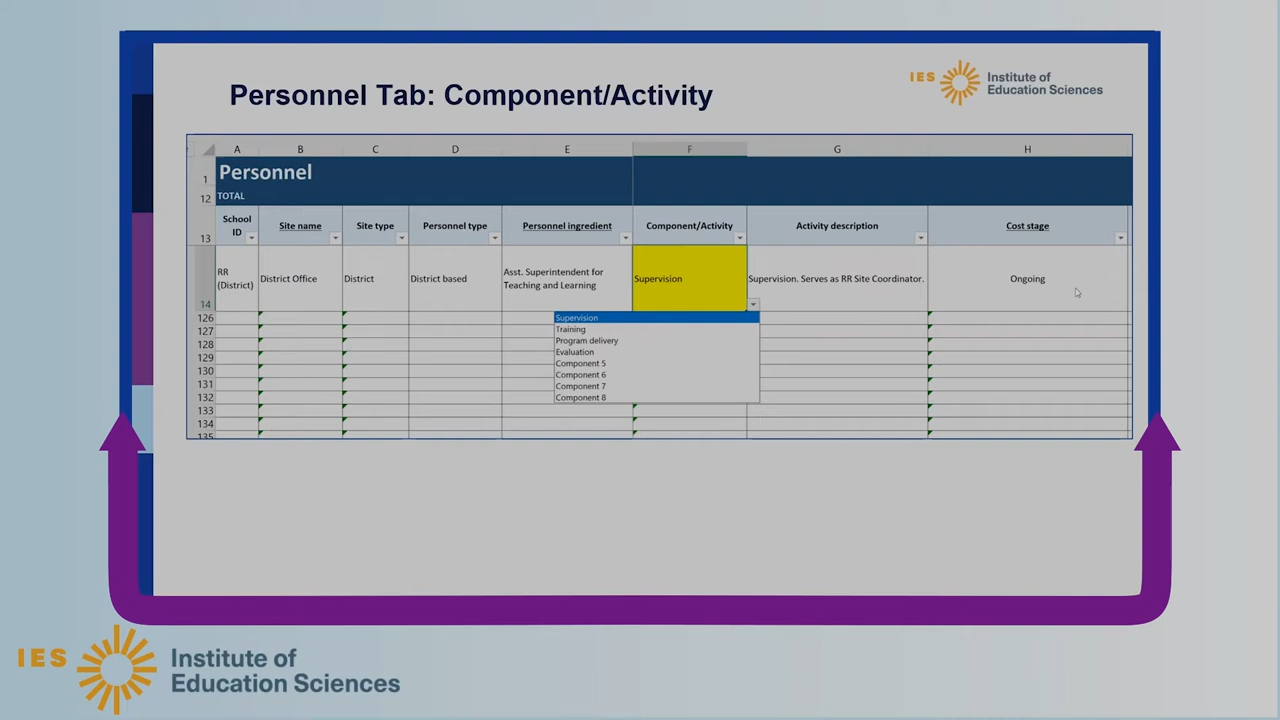 Personnel Tab: Component/Activity
IES Institute of
Education Sciences
A B C D E F G H
1 Personnel
12 TOTAL
13 School ID Site name Site type Personnel type Personnel ingredient Component/Activity Activity description Cost stage
14 RR (District) District Office District District based Asst. Superintendent for Teaching and Learning Supervision Supervision. Serves as RR Site Coordinator. Ongoing
126 Supervision
127 Training
128 Program delivery
129 Evaluation
130 Component 5
131 Component 6
132 Component 7
Component 8
133
134
135
IES Institute of
Education Sciences